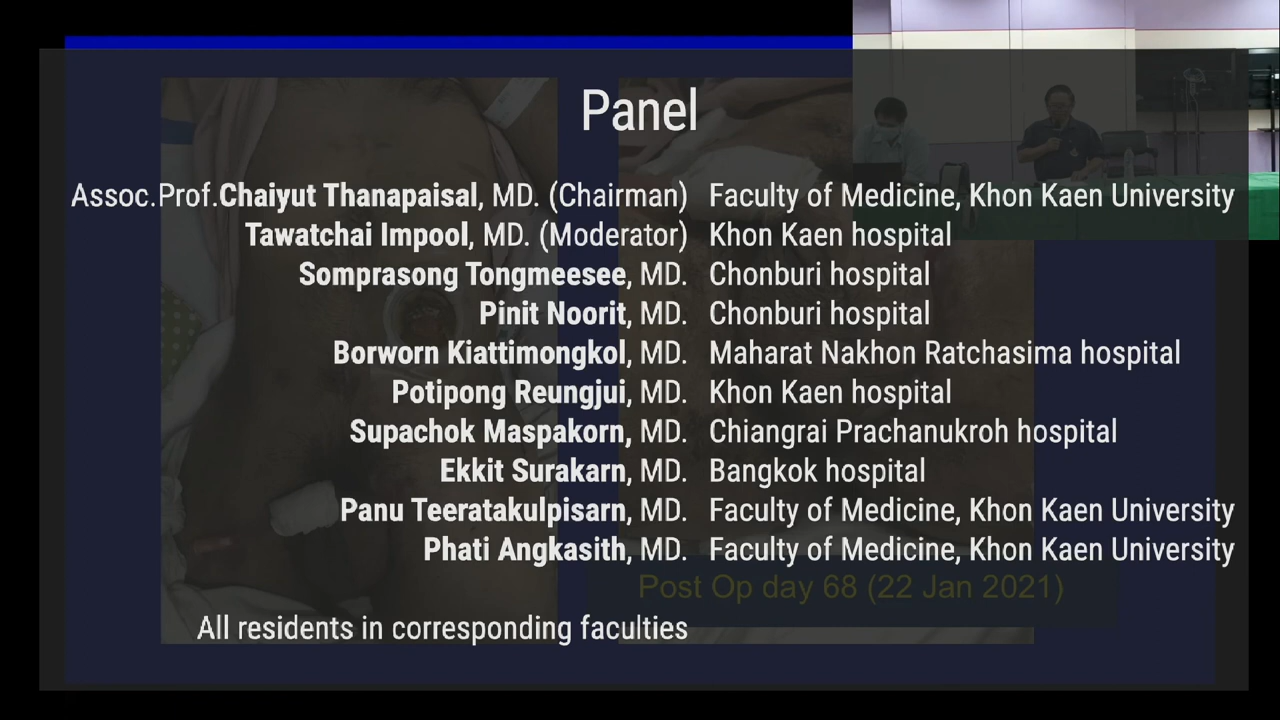 Panel
Assoc.Prof.Chaiyut Thanapaisal, MD. (Chairman) Faculty of Medicine, Khon Kaen University
Tawatchai Impool, MD. (Moderator) Khon Kaen hospital
Somprasong Tongmeesee, MD. Chonburi hospital
Pinit Noorit, MD. Chonburi hospital
Borworn Kiattimongkol, MD. Maharat Nakhon Ratchasima hospital
Potipong Reungjui, MD. Khon Kaen hospital
Supachok Maspakorn, MD. Chiangrai Prachanukroh hospital
Ekkit Surakarn, MD. Bangkok hospital
Panu Teeratakulpisarn, MD. Faculty of Medicine, Khon Kaen University
Phati Angkasith, MD. Faculty of Medicine, Khon Kaen University
Post Op day 68 (22 Jan 2021)
All residents in corresponding faculties